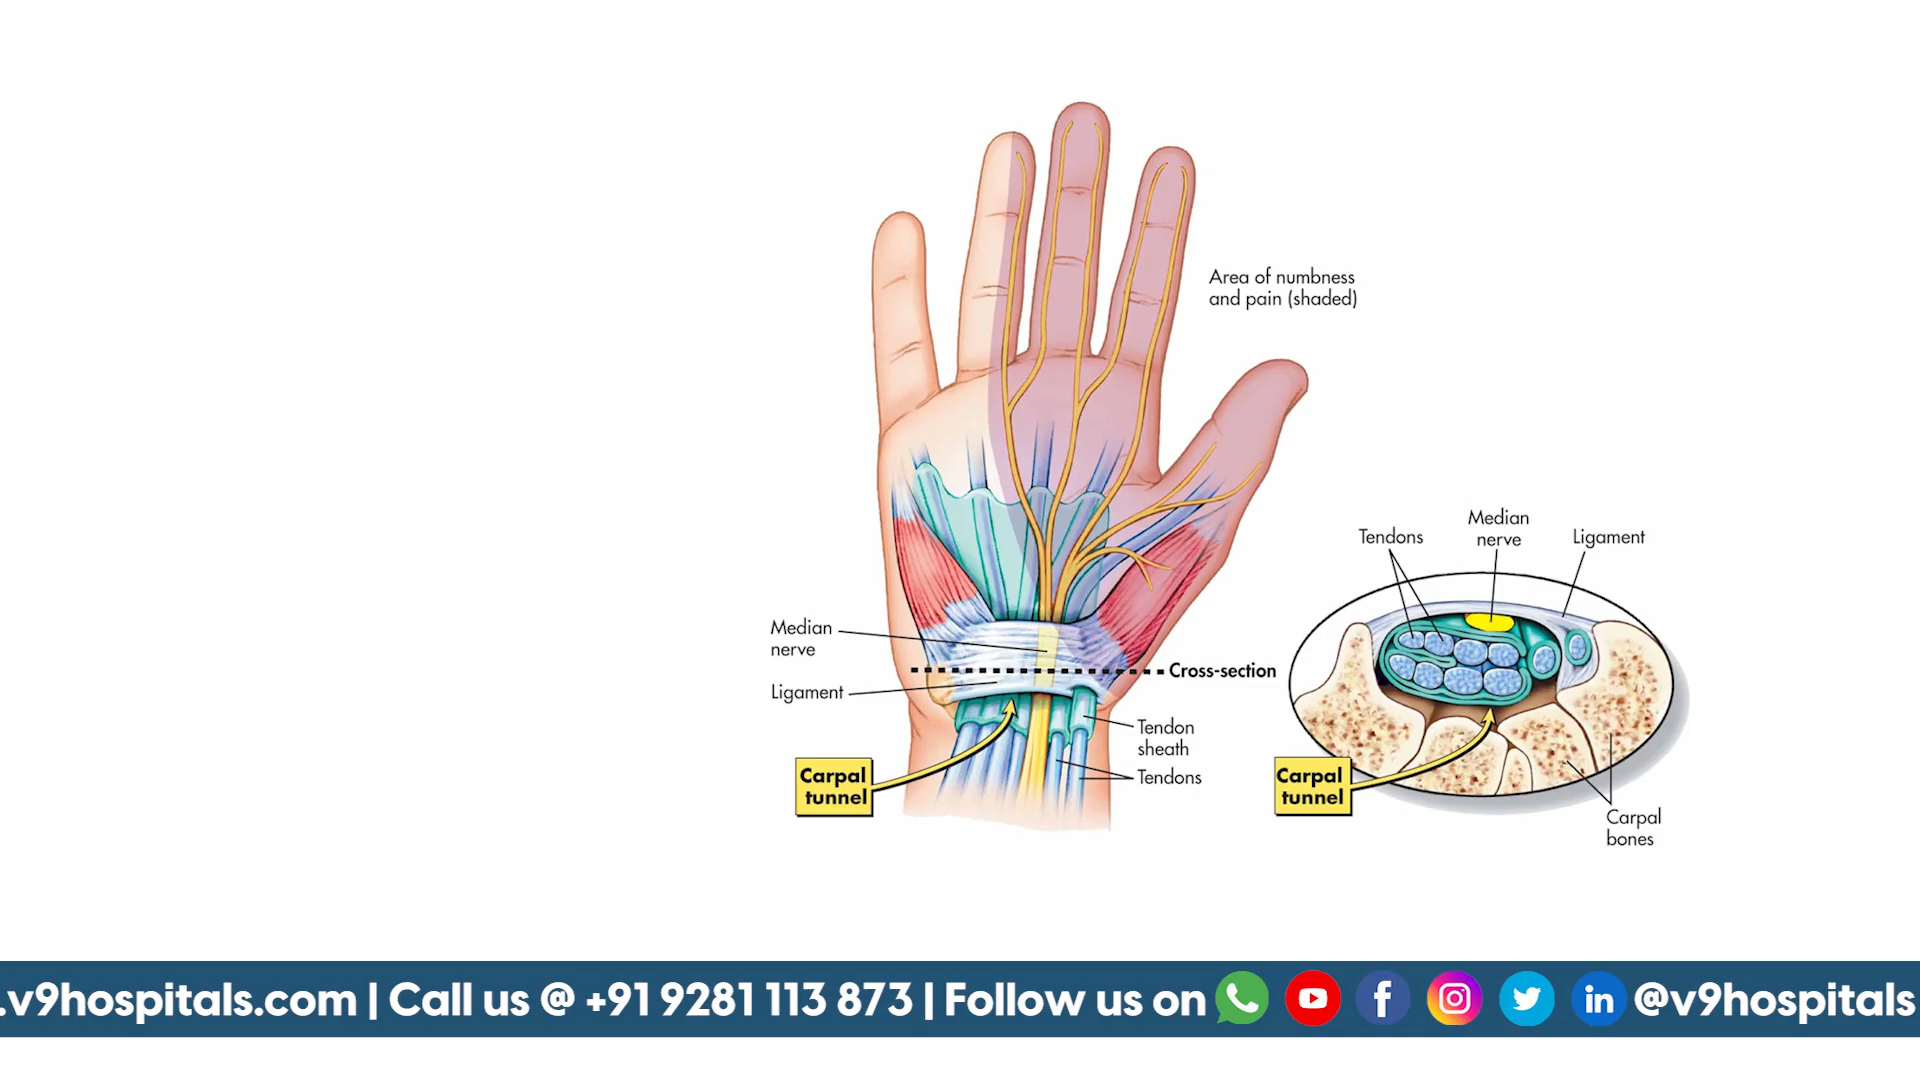 Area of numbness
and pain (shaded)
Median
nerve
Ligament
Cross-section
Tendon
sheath
Tendons
Carpal
tunnel
Tendons
Median
nerve
Ligament
Carpal
tunnel
Carpal
bones
.v9hospitals.com | Call us @ +91 9281 113 873 | Follow us on @v9hospitals